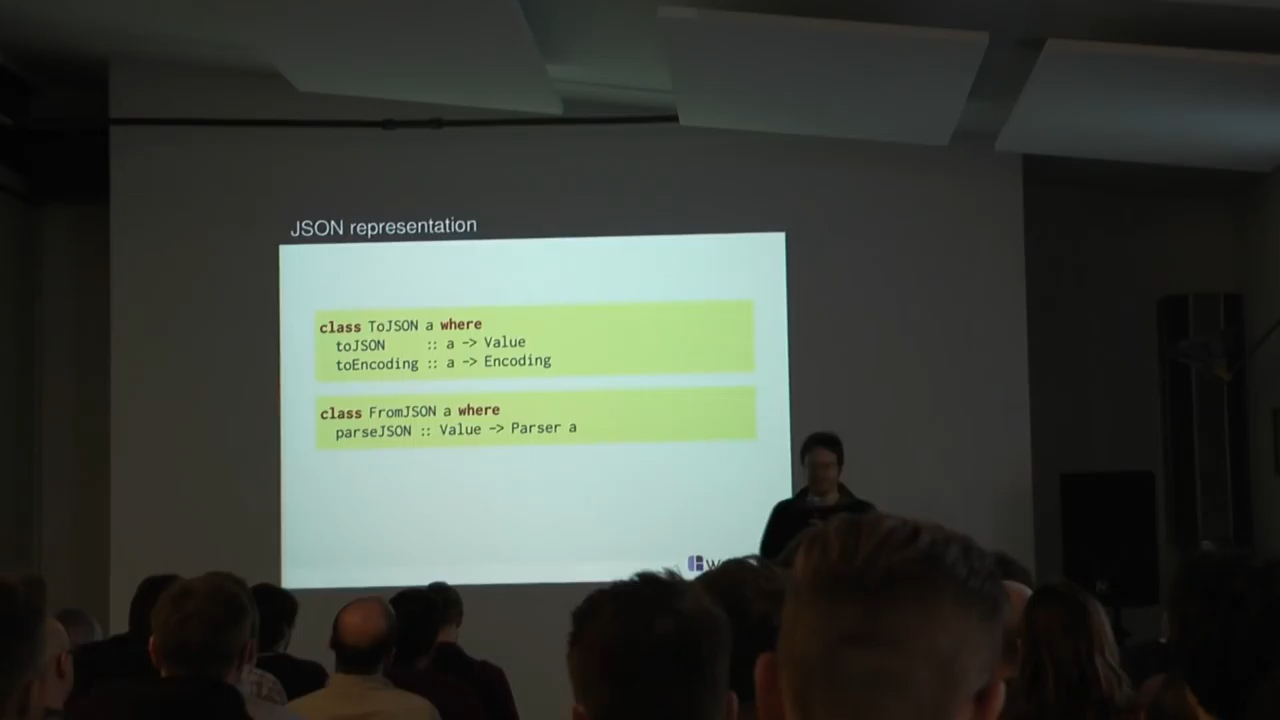 JSON representation
class ToJSON a where
toJSON :: a -> Value
toEncoding :: a -> Encoding
class FromJSON a where
parseJSON :: Value -> Parser a